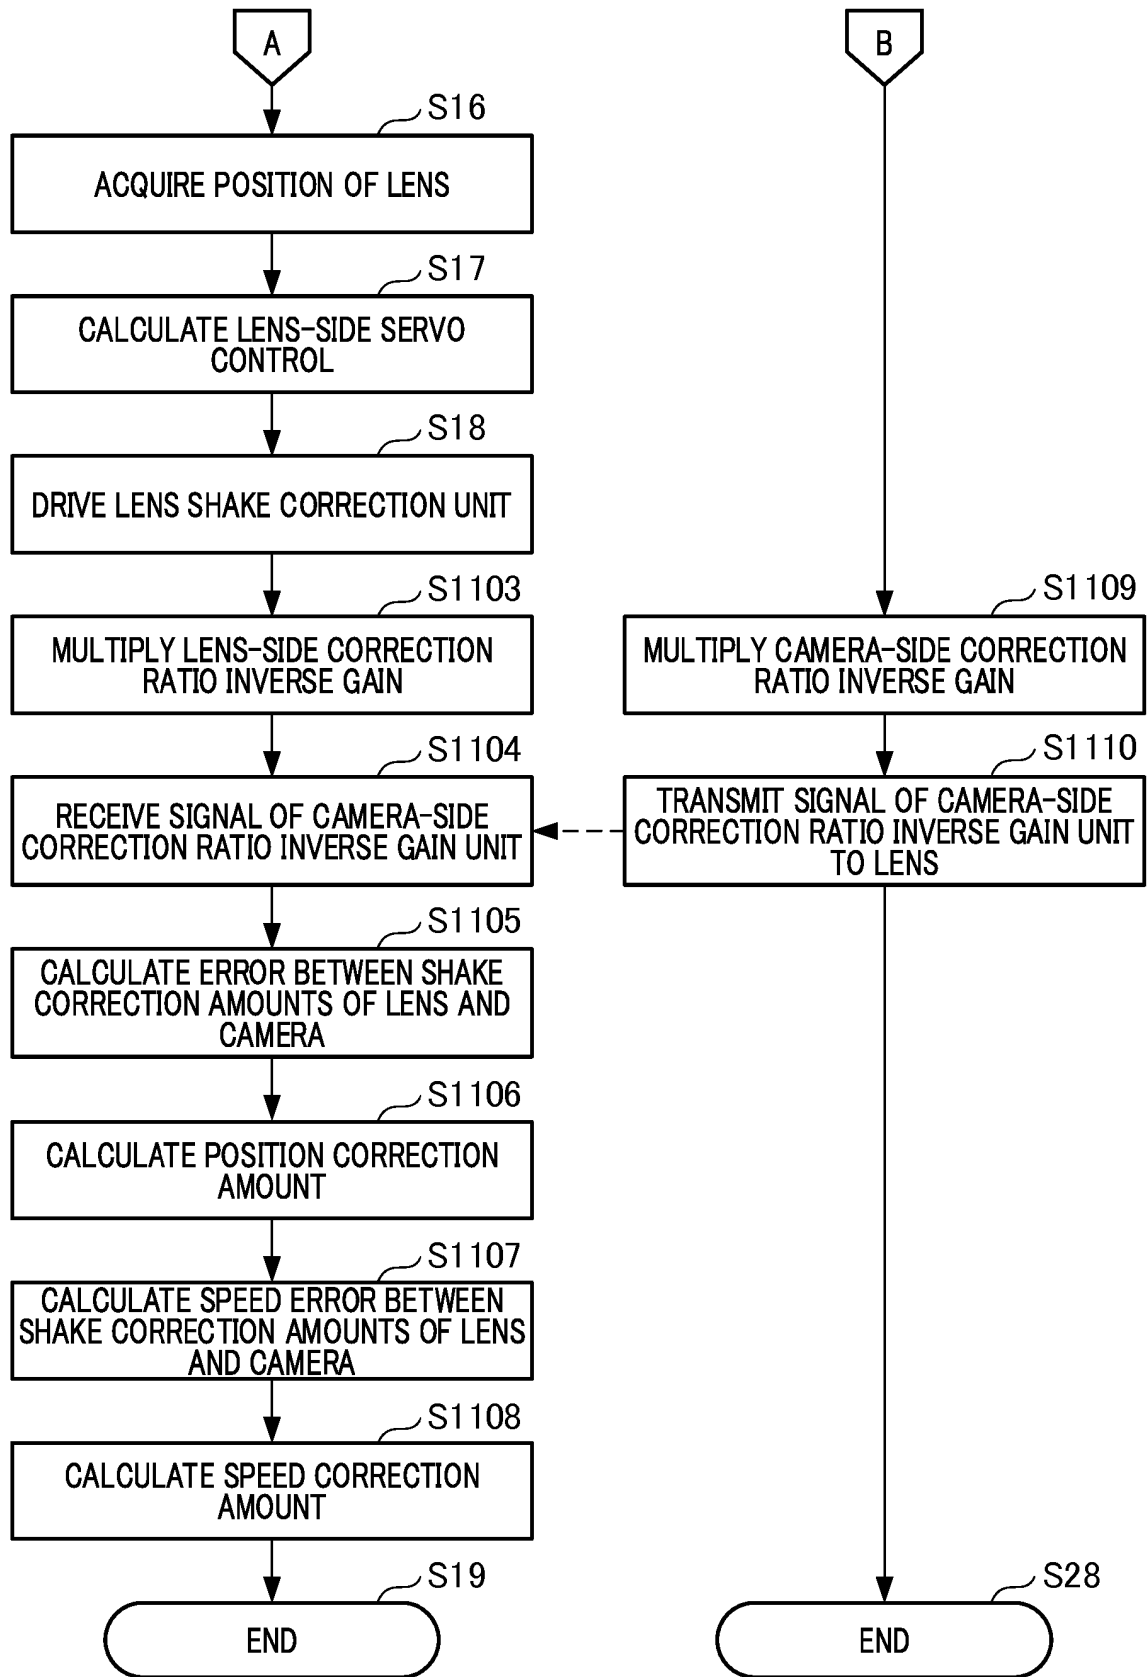 A
S16
ACQUIRE POSITION OF LENS
S17
CALCULATE LENS-SIDE SERVO
CONTROL
S18
DRIVE LENS SHAKE CORRECTION UNIT
S1103
MULTIPLY LENS-SIDE CORRECTION
RATIO INVERSE GAIN
S1104
RECEIVE SIGNAL OF CAMERA-SIDE
CORRECTION RATIO INVERSE GAIN UNIT
S1105
CALCULATE ERROR BETWEEN SHAKE
CORRECTION AMOUNTS OF LENS AND
CAMERA
S1106
CALCULATE POSITION CORRECTION
AMOUNT
S1107
CALCULATE SPEED ERROR BETWEEN
SHAKE CORRECTION AMOUNTS OF LENS
AND CAMERA
S1108
CALCULATE SPEED CORRECTION
AMOUNT
S19
END
B
S1109
MULTIPLY CAMERA-SIDE CORRECTION
RATIO INVERSE GAIN
S1110
TRANSMIT SIGNAL OF CAMERA-SIDE
CORRECTION RATIO INVERSE GAIN UNIT
TO LENS
S28
END